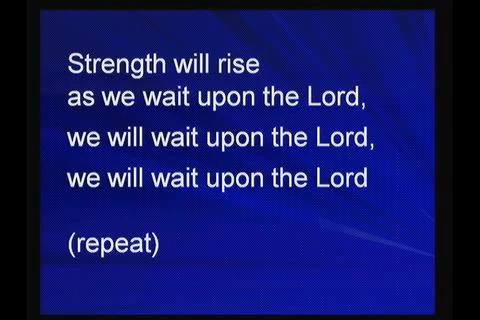 Strength will rise
as we wait upon the Lord,
we will wait upon the Lord,
we will wait upon the Lord
(repeat)